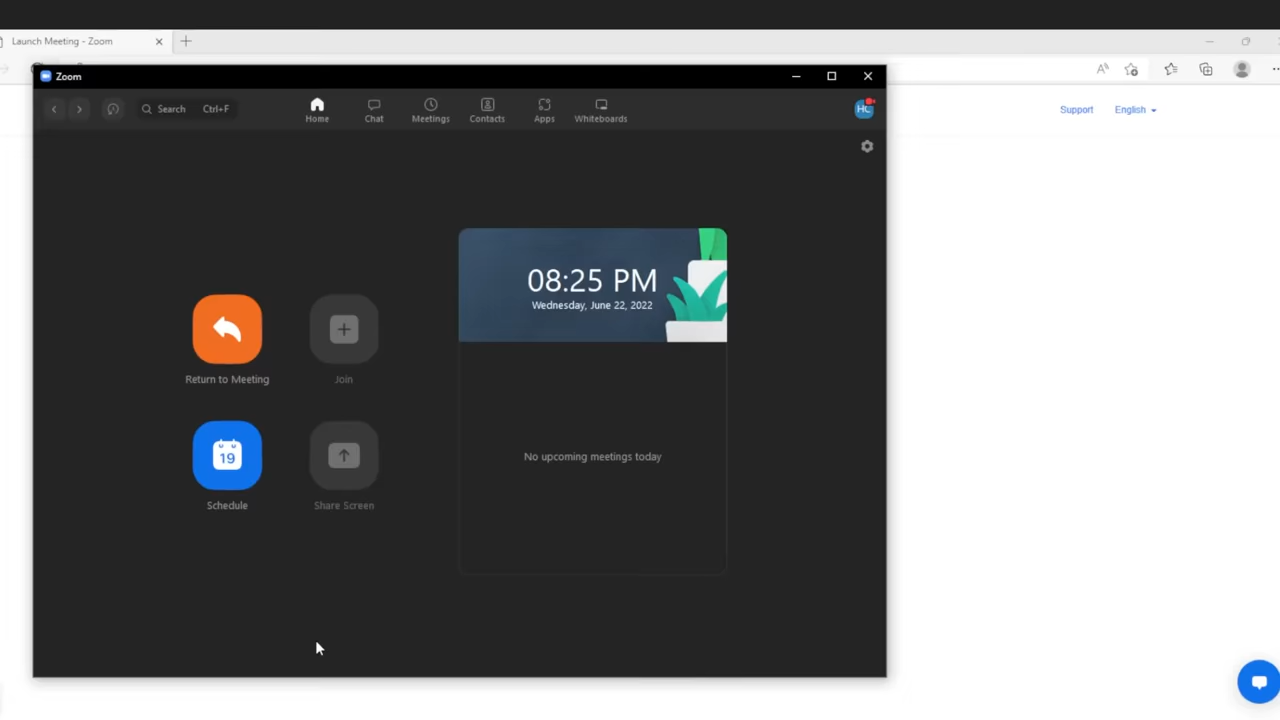 Launch Meeting - Zoom
Zoom
Search Ctrl+F
Home
Chat
Meetings
Contacts
Apps
Whiteboards
HC
Support
English
08:25 PM
Wednesday, June 22, 2022
Return to Meeting
Join
19
Schedule
Share Screen
No upcoming meetings today